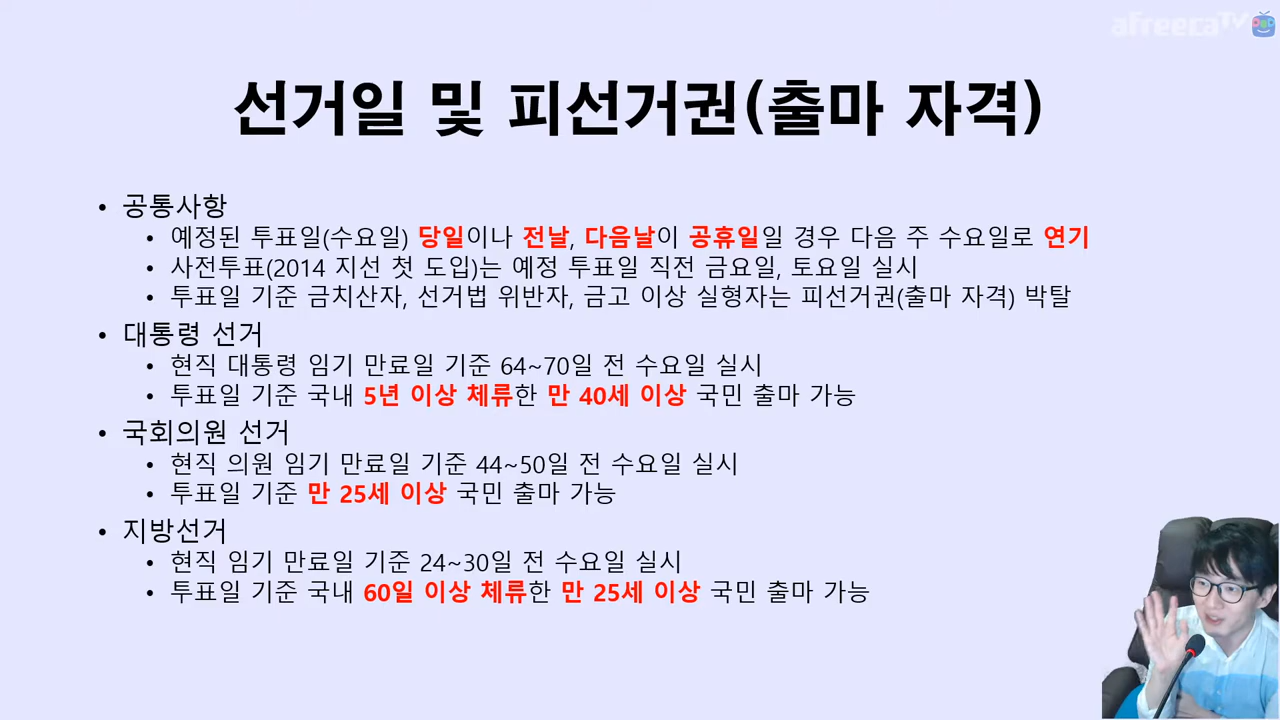 afreecaTV
선거일 및 피선거권(출마 자격)
• 공통사항
• 예정된 투표일(수요일) 당일이나 전날, 다음날이 공휴일일 경우 다음 주 수요일로 연기
• 사전투표(2014 지선 첫 도입)는 예정 투표일 직전 금요일, 토요일 실시
• 투표일 기준 금치산자, 선거법 위반자, 금고 이상 실형자는 피선거권(출마 자격) 박탈
• 대통령 선거
• 현직 대통령 임기 만료일 기준 64~70일 전 수요일 실시
• 투표일 기준 국내 5년 이상 체류한 만 40세 이상 국민 출마 가능
• 국회의원 선거
• 현직 의원 임기 만료일 기준 44~50일 전 수요일 실시
• 투표일 기준 만 25세 이상 국민 출마 가능
• 지방선거
• 현직 임기 만료일 기준 24~30일 전 수요일 실시
• 투표일 기준 국내 60일 이상 체류한 만 25세 이상 국민 출마 가능